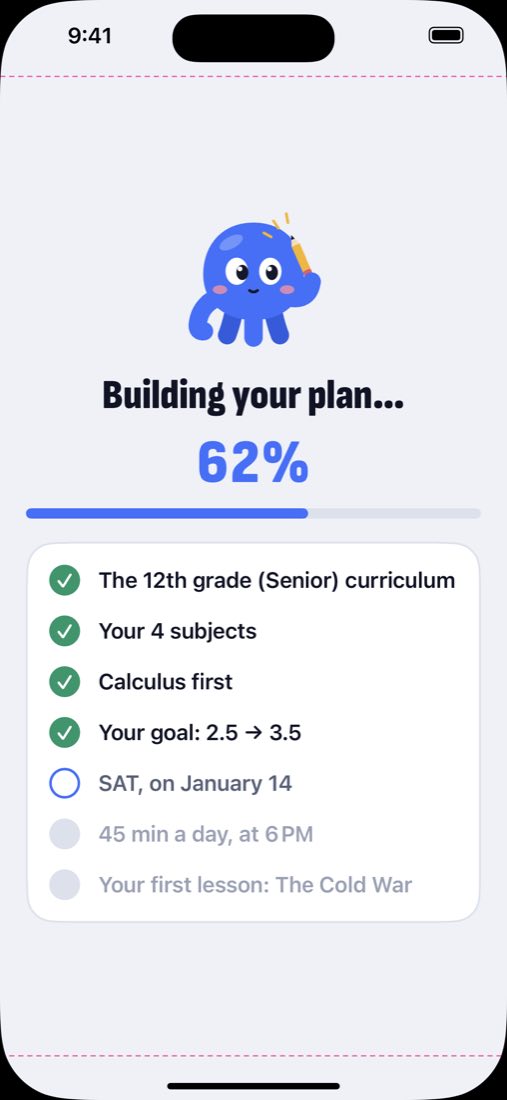 9:41
Building your plan...
62%
The 12th grade (Senior) curriculum
Your 4 subjects
Calculus first
Your goal: 2.5 → 3.5
SAT, on January 14
45 min a day, at 6 PM
Your first lesson: The Cold War